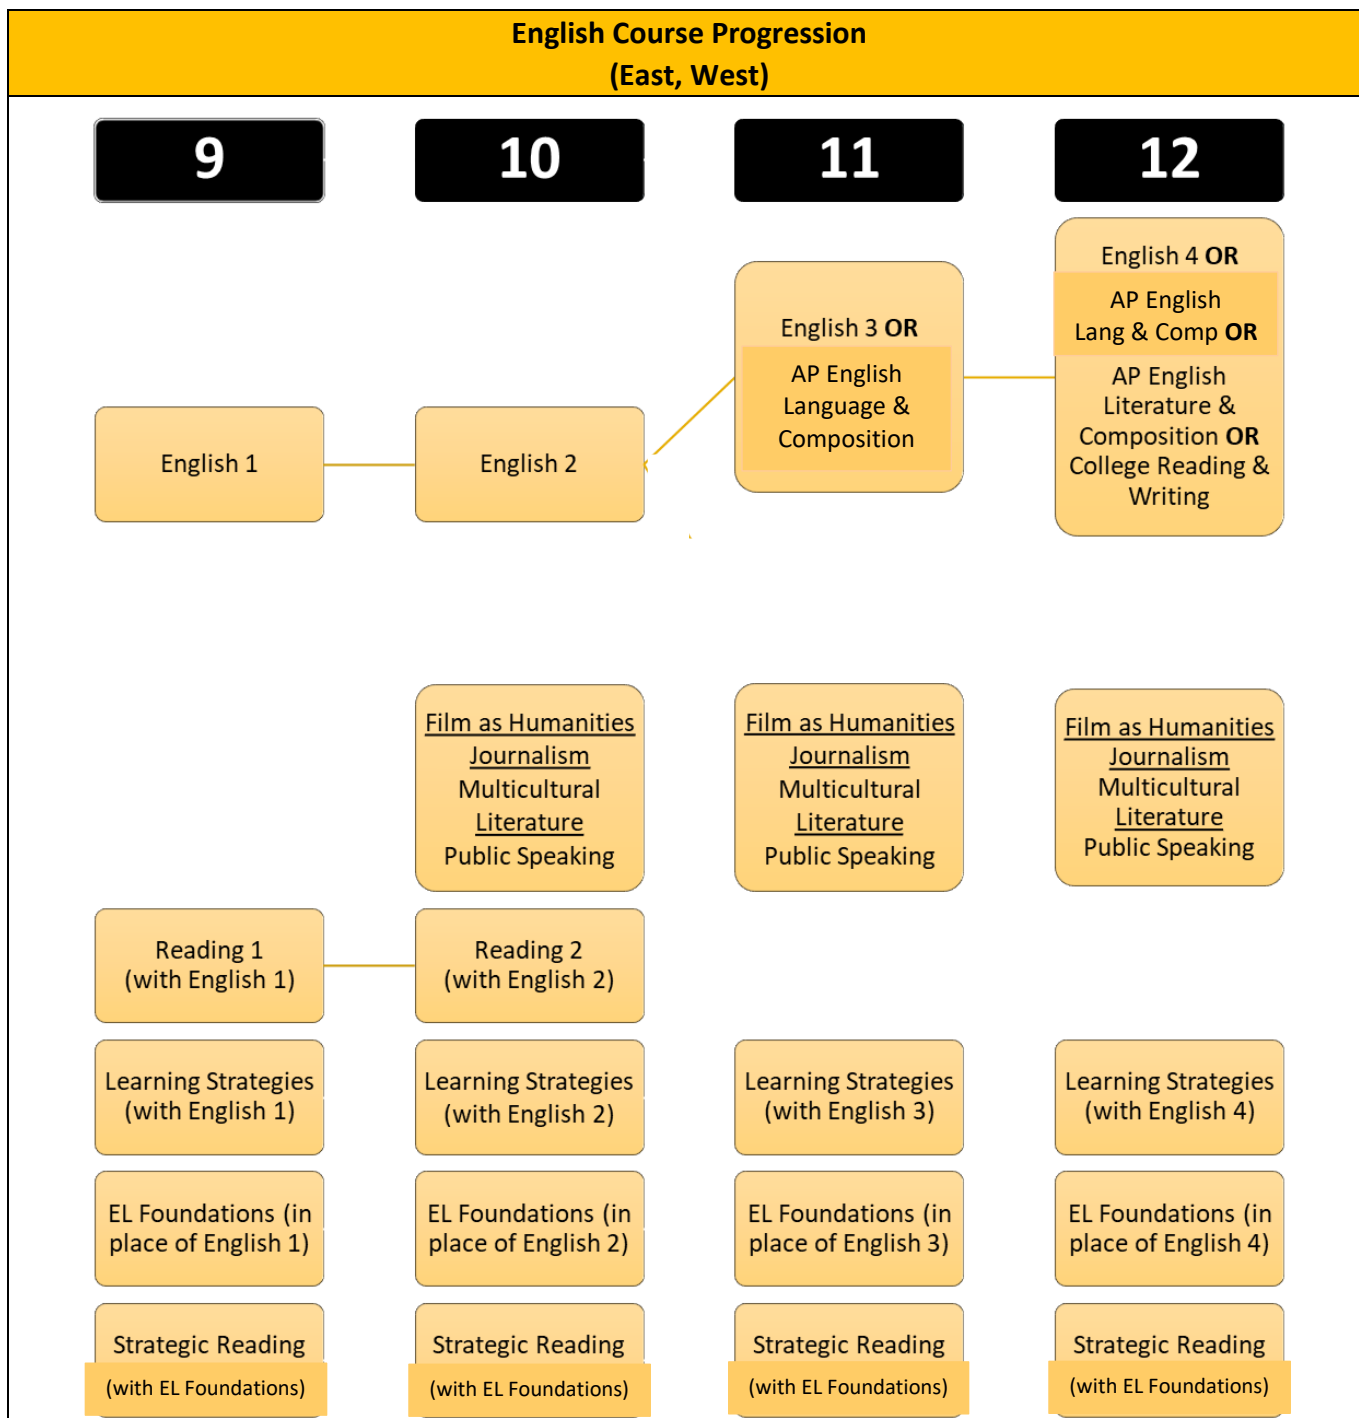 English Course Progression
(East, West)
9
10
11
12
English 1
English 2
English 3 OR
AP English
Language &
Composition
English 4 OR
AP English
Lang & Comp OR
AP English
Literature &
Composition OR
College Reading &
Writing
Film as Humanities
Journalism
Multicultural
Literature
Public Speaking
Film as Humanities
Journalism
Multicultural
Literature
Public Speaking
Film as Humanities
Journalism
Multicultural
Literature
Public Speaking
Reading 1
(with English 1)
Reading 2
(with English 2)
Learning Strategies
(with English 1)
Learning Strategies
(with English 2)
Learning Strategies
(with English 3)
Learning Strategies
(with English 4)
EL Foundations (in
place of English 1)
EL Foundations (in
place of English 2)
EL Foundations (in
place of English 3)
EL Foundations (in
place of English 4)
Strategic Reading
(with EL Foundations)
Strategic Reading
(with EL Foundations)
Strategic Reading
(with EL Foundations)
Strategic Reading
(with EL Foundations)